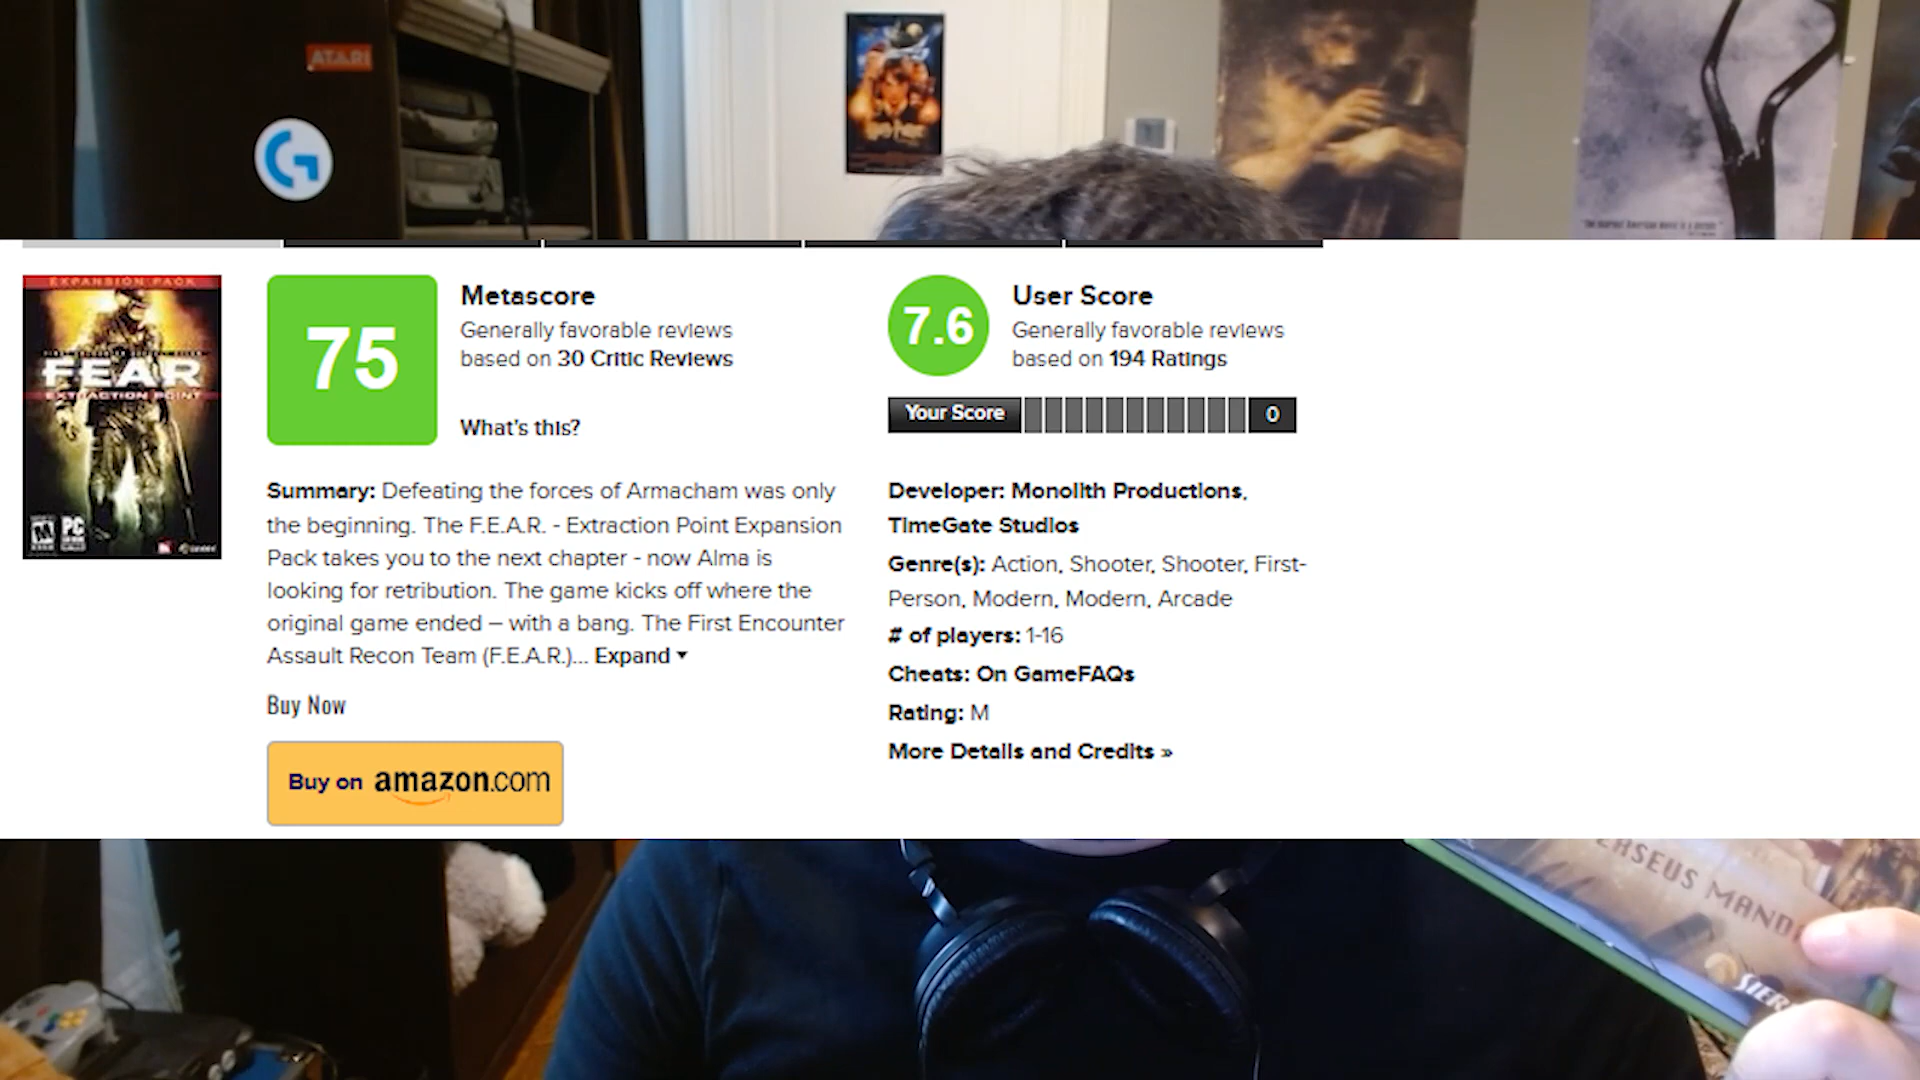 ATARI
EXPANSION PACK
FEAR
EXTRACTION POINT
PC
75
Metascore
Generally favorable reviews
based on 30 Critic Reviews
What's this?
7.6
User Score
Generally favorable reviews
based on 194 Ratings
Your Score
0
Summary: Defeating the forces of Armacham was only
the beginning. The F.E.A.R. - Extraction Point Expansion
Pack takes you to the next chapter - now Alma is
looking for retribution. The game kicks off where the
original game ended – with a bang. The First Encounter
Assault Recon Team (F.E.A.R.)... Expand
Buy Now
Buy on amazon.com
Developer: Monolith Productions,
TimeGate Studios
Genre(s): Action, Shooter, Shooter, First-
Person, Modern, Modern, Arcade
# of players: 1-16
Cheats: On GameFAQs
Rating: M
More Details and Credits »
ERSEUS MAND
SIER